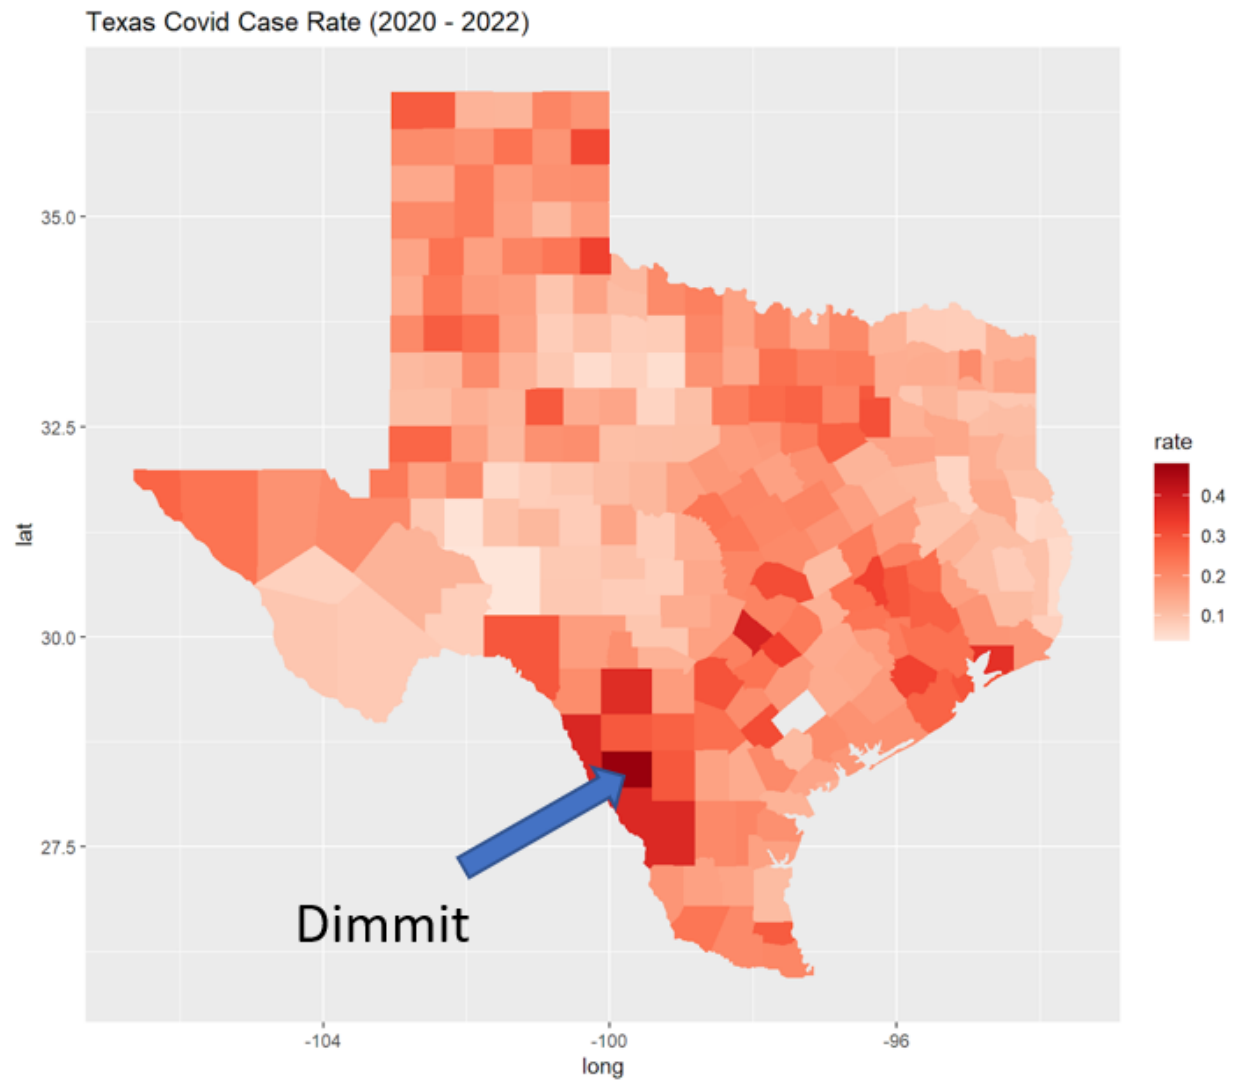 Texas Covid Case Rate (2020 - 2022)
35.0
32.5
30.0
27.5
lat
rate
0.4
0.3
0.2
0.1
Dimmit
-104
-100
-96
long